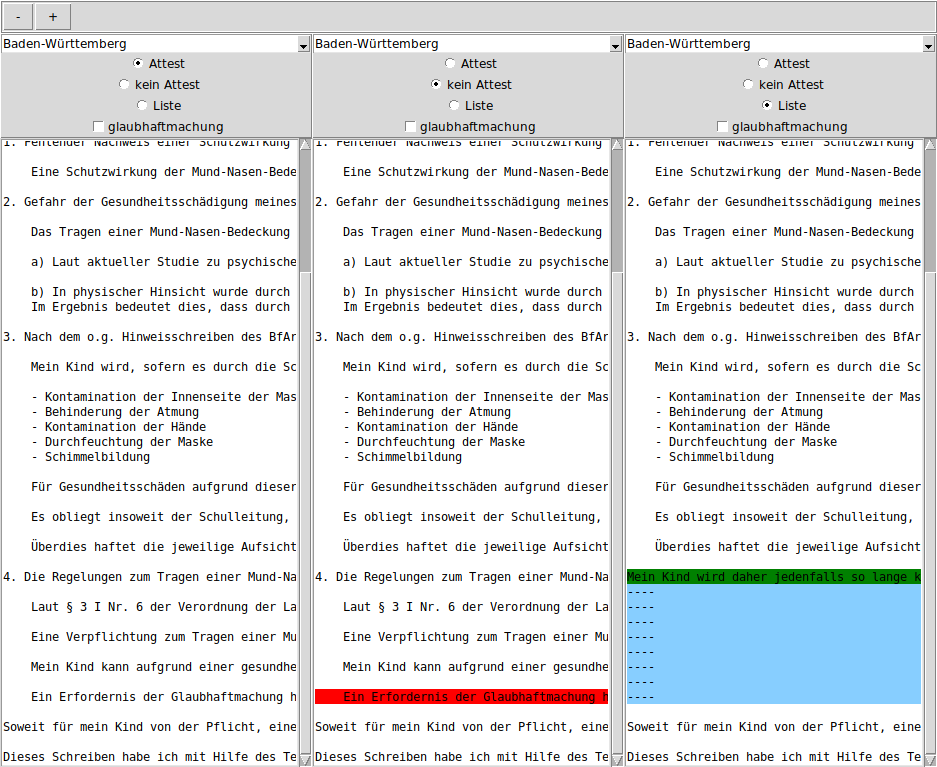 - +
Baden-Württemberg
Attest
kein Attest
Liste
glaubhaftmachung
1. Fehlender Nachweis einer Schutzwirkung
Eine Schutzwirkung der Mund-Nasen-Bede
2. Gefahr der Gesundheitsschädigung meines
Das Tragen einer Mund-Nasen-Bedeckung
a) Laut aktueller Studie zu psychische
b) In physischer Hinsicht wurde durch
Im Ergebnis bedeutet dies, dass durch
3. Nach dem o.g. Hinweisschreiben des BfAr
Mein Kind wird, sofern es durch die Sc
- Kontamination der Innenseite der Mas
- Behinderung der Atmung
- Kontamination der Hände
- Durchfeuchtung der Maske
- Schimmelbildung
Für Gesundheitsschäden aufgrund dieser
Es obliegt insoweit der Schulleitung,
Überdies haftet die jeweilige Aufsicht
4. Die Regelungen zum Tragen einer Mund-Na
Laut § 3 I Nr. 6 der Verordnung der La
Eine Verpflichtung zum Tragen einer Mu
Mein Kind kann aufgrund einer gesundhe
Ein Erfordernis der Glaubhaftmachung h
Soweit für mein Kind von der Pflicht, eine
Dieses Schreiben habe ich mit Hilfe des Te
Baden-Württemberg
Attest
kein Attest
Liste
glaubhaftmachung
1. Fehlender Nachweis einer Schutzwirkung
Eine Schutzwirkung der Mund-Nasen-Bede
2. Gefahr der Gesundheitsschädigung meines
Das Tragen einer Mund-Nasen-Bedeckung
a) Laut aktueller Studie zu psychische
b) In physischer Hinsicht wurde durch
Im Ergebnis bedeutet dies, dass durch
3. Nach dem o.g. Hinweisschreiben des BfAr
Mein Kind wird, sofern es durch die Sc
- Kontamination der Innenseite der Mas
- Behinderung der Atmung
- Kontamination der Hände
- Durchfeuchtung der Maske
- Schimmelbildung
Für Gesundheitsschäden aufgrund dieser
Es obliegt insoweit der Schulleitung,
Überdies haftet die jeweilige Aufsicht
4. Die Regelungen zum Tragen einer Mund-Na
Laut § 3 I Nr. 6 der Verordnung der La
Eine Verpflichtung zum Tragen einer Mu
Mein Kind kann aufgrund einer gesundhe
Ein Erfordernis der Glaubhaftmachung h
Soweit für mein Kind von der Pflicht, eine
Dieses Schreiben habe ich mit Hilfe des Te
Baden-Württemberg
Attest
kein Attest
Liste
glaubhaftmachung
1. Fehlender Nachweis einer Schutzwirkung
Eine Schutzwirkung der Mund-Nasen-Bede
2. Gefahr der Gesundheitsschädigung meines
Das Tragen einer Mund-Nasen-Bedeckung
a) Laut aktueller Studie zu psychische
b) In physischer Hinsicht wurde durch
Im Ergebnis bedeutet dies, dass durch
3. Nach dem o.g. Hinweisschreiben des BfAr
Mein Kind wird, sofern es durch die Sc
- Kontamination der Innenseite der Mas
- Behinderung der Atmung
- Kontamination der Hände
- Durchfeuchtung der Maske
- Schimmelbildung
Für Gesundheitsschäden aufgrund dieser
Es obliegt insoweit der Schulleitung,
Überdies haftet die jeweilige Aufsicht
Mein Kind wird daher jedenfalls so lange k
----
----
----
----
----
----
----
----
Soweit für mein Kind von der Pflicht, eine
Dieses Schreiben habe ich mit Hilfe des Te